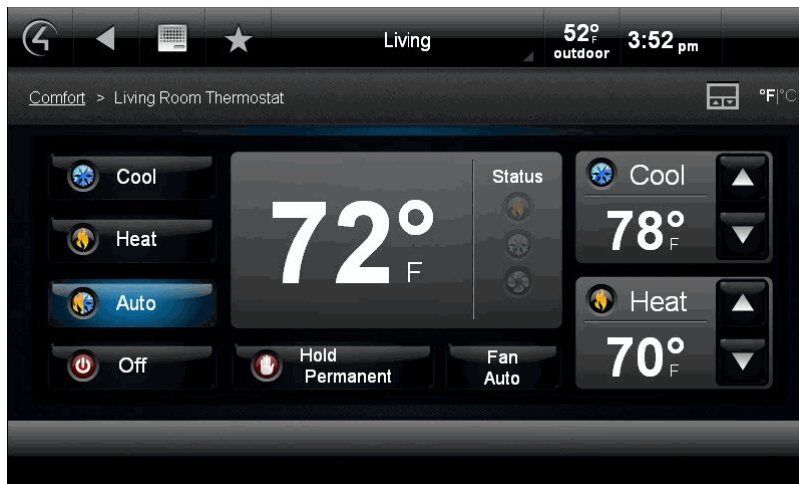 Living
52°F
outdoor
3:52 pm
Comfort > Living Room Thermostat
°F|°C
Cool
Heat
Auto
Off
72°F
Status
Hold
Permanent
Fan
Auto
Cool
78°F
Heat
70°F